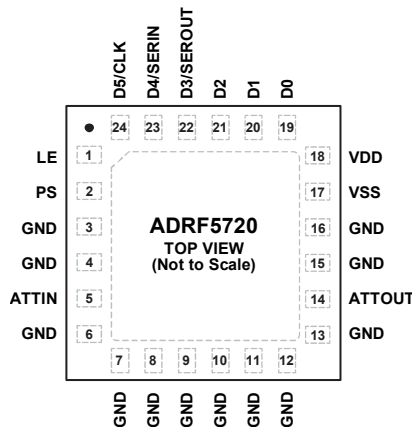 D5/CLK
D4/SERIN
D3/SEROUT
D2
D1
D0
24 23 22 21 20 19
LE 1
PS 2
GND 3
GND 4
ATTIN 5
GND 6
ADRF5720
TOP VIEW
(Not to Scale)
18 VDD
17 VSS
16 GND
15 GND
14 ATTOUT
13 GND
7 8 9 10 11 12
GND
GND
GND
GND
GND
GND